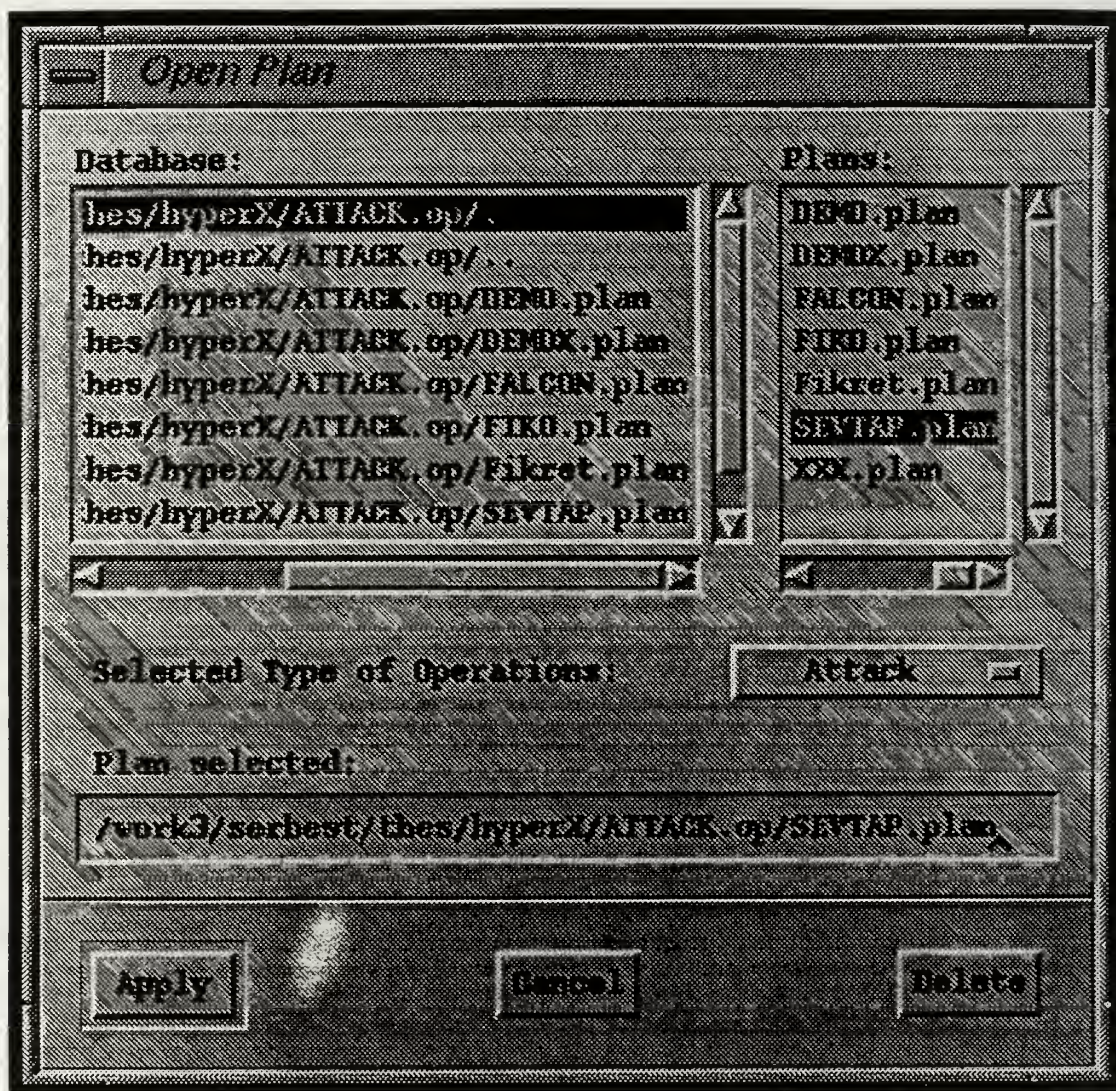 Open Plan
Database:
hes/hyperX/ATTACK.op/.
hes/hyperX/ATTACK.op/..
hes/hyperX/ATTACK.op/DEMO.plan
hes/hyperX/ATTACK.op/DEMOX.plan
hes/hyperX/ATTACK.op/FALCON.plan
hes/hyperX/ATTACK.op/FIKO.plan
hes/hyperX/ATTACK.op/Fikret.plan
hes/hyperX/ATTACK.op/SEVTAP.plan
Plans:
DEMO.plan
DEMOX.plan
FALCON.plan
FIKO.plan
Fikret.plan
SEVTAP.plan
XXX.plan
Selected Type of Operations:
Attack
Plan selected:
/work3/serbest/thes/hyperX/ATTACK.op/SEVTAP.plan
Apply
Cancel
Delete